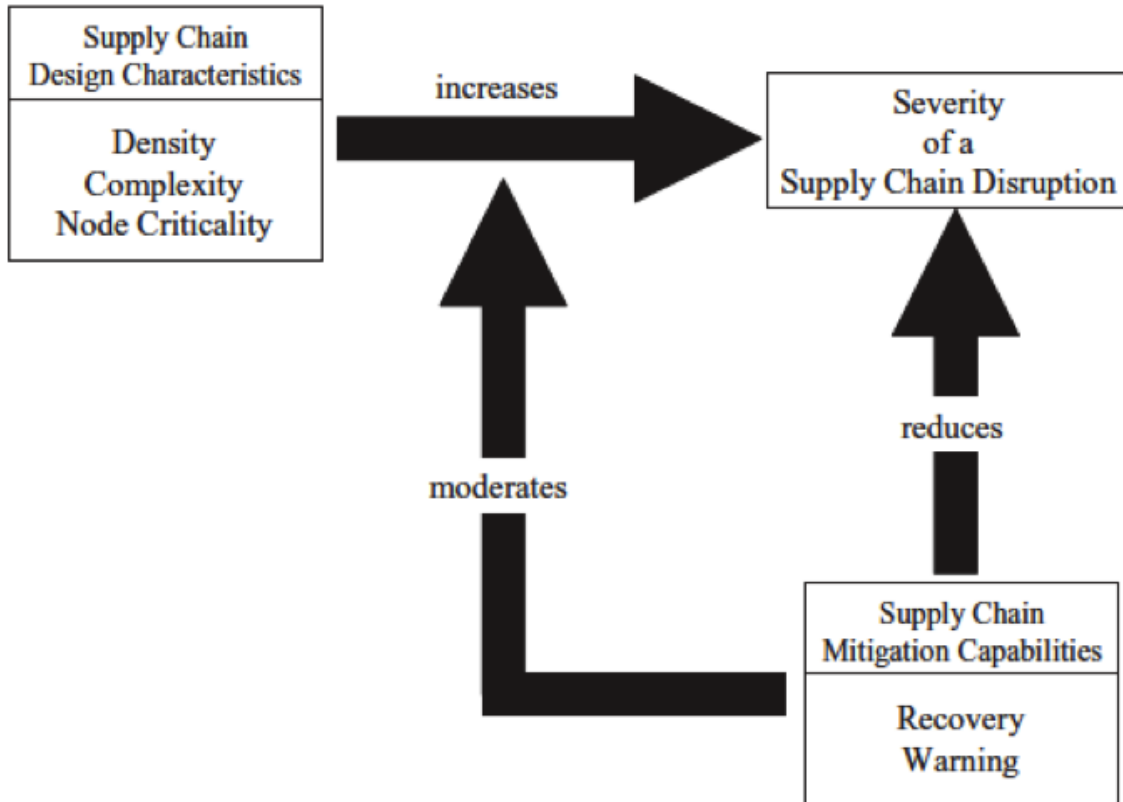 Supply Chain
Design Characteristics
Density
Complexity
Node Criticality
increases
Severity
of a
Supply Chain Disruption
moderates
reduces
Supply Chain
Mitigation Capabilities
Recovery
Warning